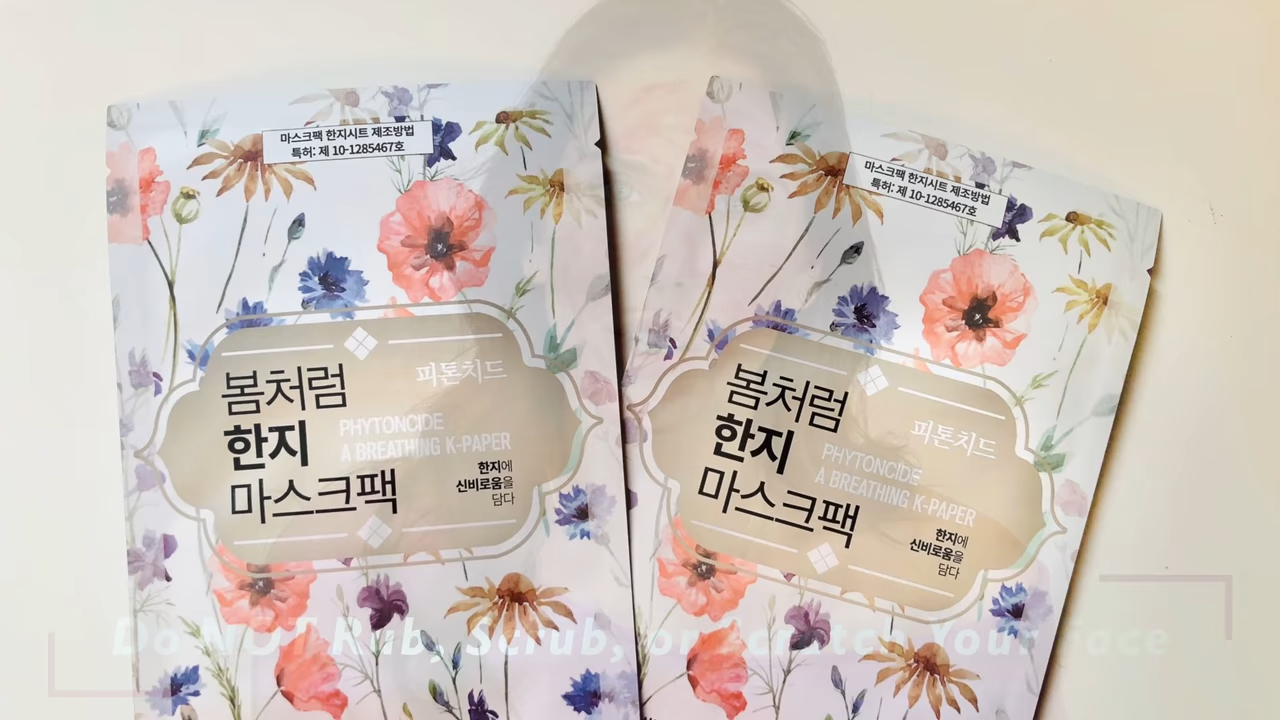 마스크팩 한지시트 제조방법
특허: 제 10-1285467호
봄처럼
한지
마스크팩
피톤치드
PHYTONCIDE
A BREATHING K-PAPER
한지에
신비로움을
담다
마스크팩 한지시트 제조방법
특허: 제 10-1285467호
봄처럼
한지
마스크팩
피톤치드
PHYTONCIDE
A BREATHING K-PAPER
한지에
신비로움을
담다
Do NOT Rub, Scrub, or Scratch Your Face